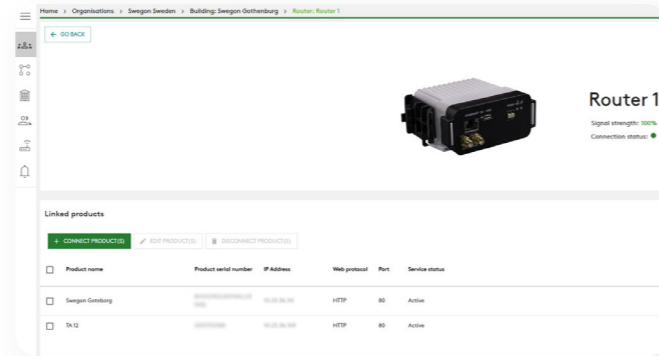 Home > Organisations > Swegon Sweden > Building: Swegon Gothenburg > Router: Router 1
← GO BACK
Router 1
Signal strength: 100%
Connection status:
Linked products
+ CONNECT PRODUCT(S) EDIT PRODUCT(S) DISCONNECT PRODUCT(S)
Product name Product serial number IP Address Web protocol Port Service status
Swegon Goteborg HTTP 80 Active
TA 12 HTTP 80 Active